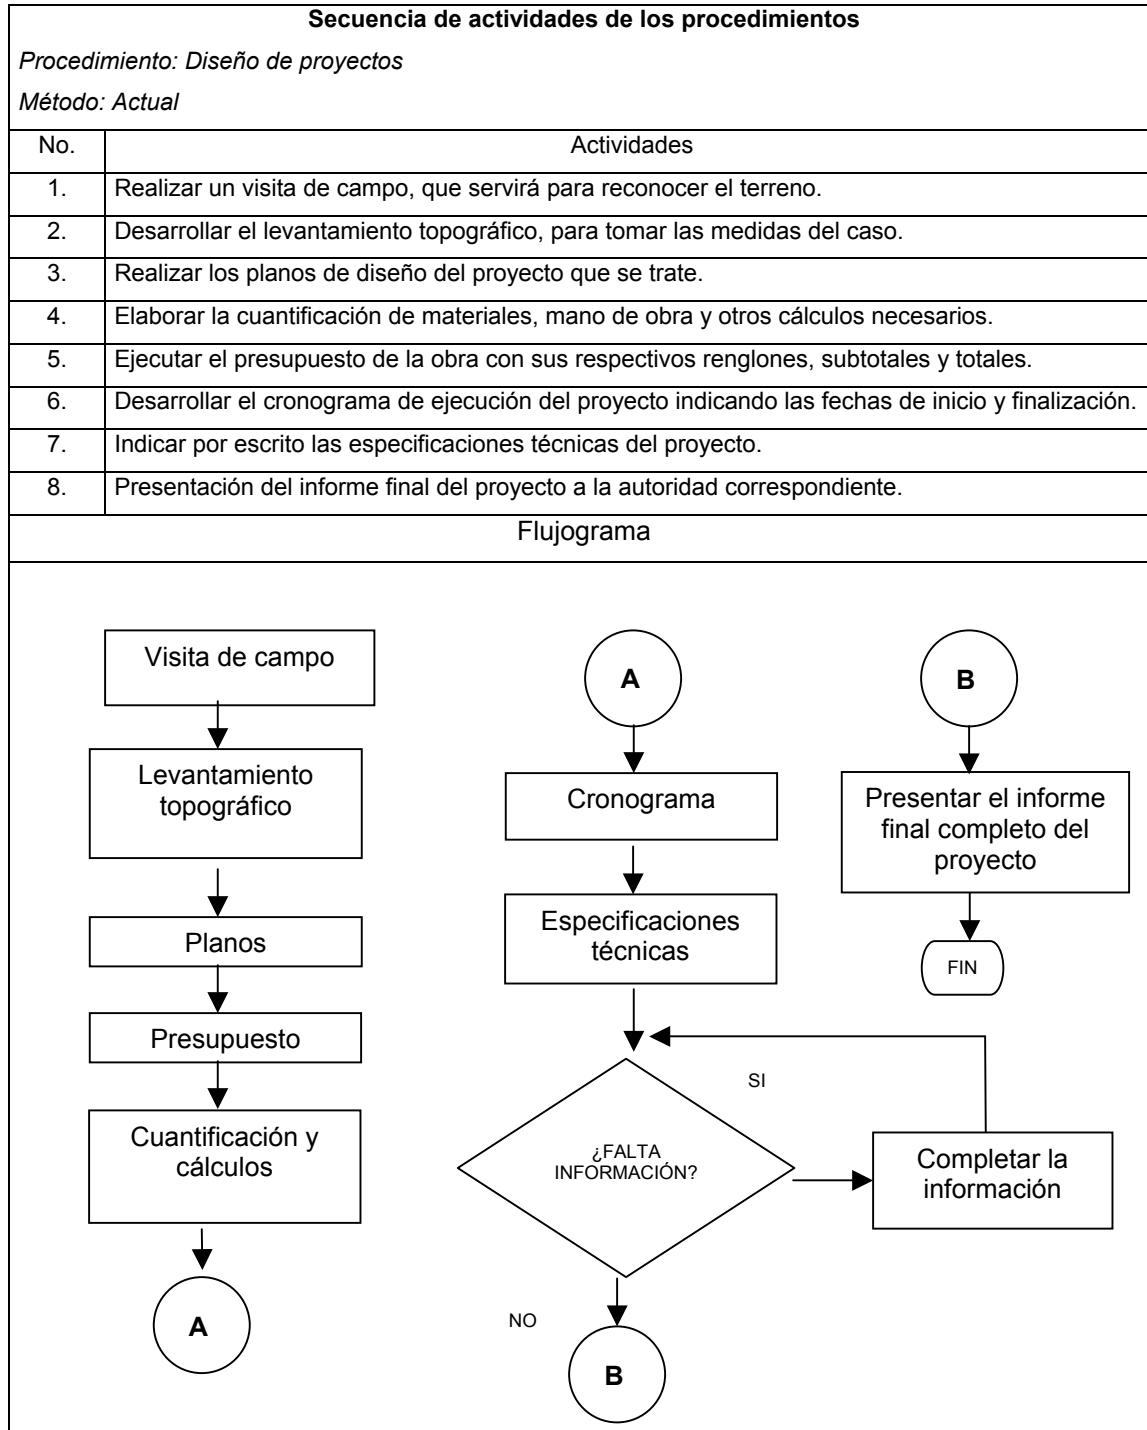 Secuencia de actividades de los procedimientos
Procedimiento: Diseño de proyectos
Método: Actual
No. Actividades
1. Realizar un visita de campo, que servirá para reconocer el terreno.
2. Desarrollar el levantamiento topográfico, para tomar las medidas del caso.
3. Realizar los planos de diseño del proyecto que se trate.
4. Elaborar la cuantificación de materiales, mano de obra y otros cálculos necesarios.
5. Ejecutar el presupuesto de la obra con sus respectivos renglones, subtotales y totales.
6. Desarrollar el cronograma de ejecución del proyecto indicando las fechas de inicio y finalización.
7. Indicar por escrito las especificaciones técnicas del proyecto.
8. Presentación del informe final del proyecto a la autoridad correspondiente.
Flujograma
Visita de campo
Levantamiento
topográfico
Planos
Presupuesto
Cuantificación y
cálculos
A
A
Cronograma
Especificaciones
técnicas
¿FALTA
INFORMACIÓN?
SI
Completar la
información
NO
B
B
Presentar el informe
final completo del
proyecto
FIN